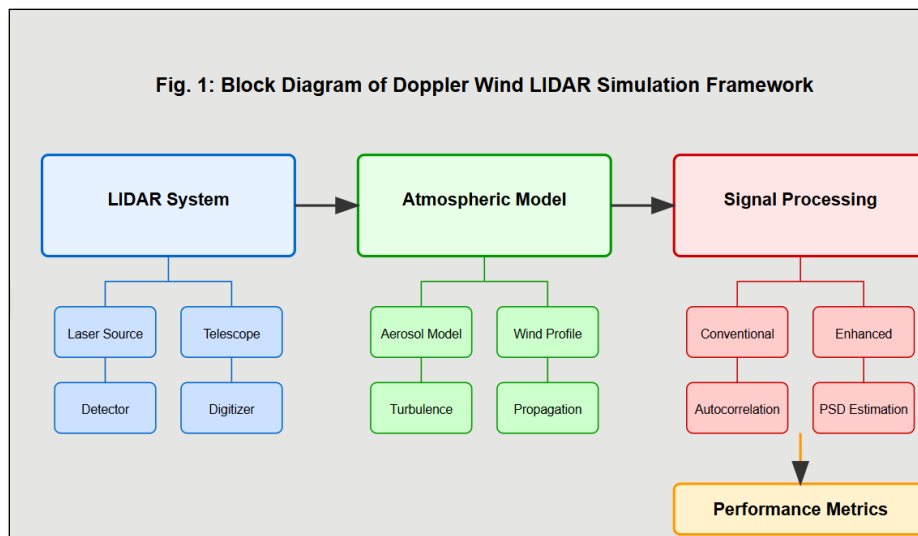 Fig. 1: Block Diagram of Doppler Wind LIDAR Simulation Framework
LIDAR System
Atmospheric Model
Signal Processing
Laser Source
Telescope
Aerosol Model
Wind Profile
Conventional
Enhanced
Detector
Digitizer
Turbulence
Propagation
Autocorrelation
PSD Estimation
Performance Metrics